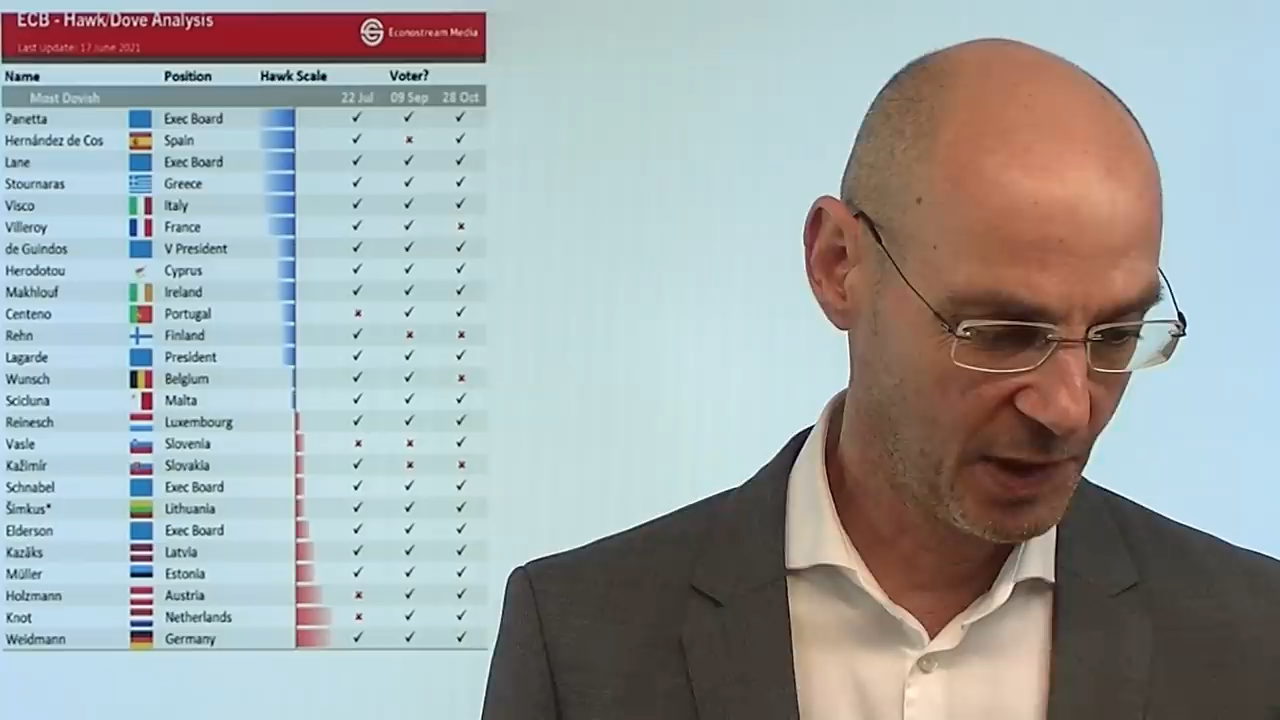 ECB - Hawk/Dove Analysis
Last Update: 17 June 2021
Econostream Media
Name Position Hawk Scale Voter?
Most Dovish 22 Jul 09 Sep 28 Oct
Panetta Exec Board ✓ ✓ ✓
Hernández de Cos Spain ✓ × ✓
Lane Exec Board ✓ ✓ ✓
Stournaras Greece ✓ ✓ ✓
Visco Italy ✓ ✓ ✓
Villeroy France ✓ ✓ ×
de Guindos V President ✓ ✓ ✓
Herodotou Cyprus ✓ ✓ ✓
Makhlouf Ireland ✓ ✓ ✓
Centeno Portugal × ✓ ✓
Rehn Finland ✓ × ×
Lagarde President ✓ ✓ ✓
Wunsch Belgium ✓ ✓ ×
Scicluna Malta ✓ ✓ ✓
Reinesch Luxembourg ✓ ✓ ✓
Vasle Slovenia × × ✓
Kažimír Slovakia ✓ × ×
Schnabel Exec Board ✓ ✓ ✓
Šimkus* Lithuania ✓ ✓ ✓
Elderson Exec Board ✓ ✓ ✓
Kazāks Latvia ✓ ✓ ✓
Müller Estonia ✓ ✓ ✓
Holzmann Austria × ✓ ✓
Knot Netherlands × ✓ ✓
Weidmann Germany ✓ ✓ ✓